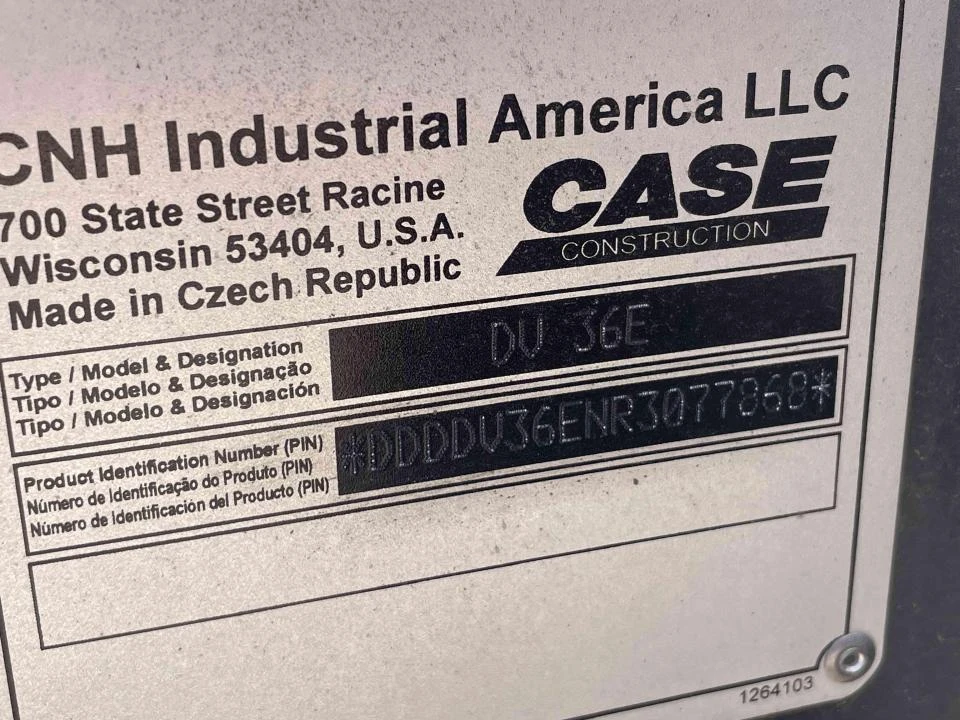 CNH Industrial America LLC
700 State Street Racine
Wisconsin 53404, U.S.A.
Made in Czech Republic
CASE
CONSTRUCTION
Type / Model & Designation
Tipo / Modelo & Designação
Tipo / Modelo & Designación
DV 36E
Product Identification Number (PIN)
Número de Identificação do Produto (PIN)
Número de Identificación del Producto (PIN)
*DDDDV36ENR3077868*
1264103